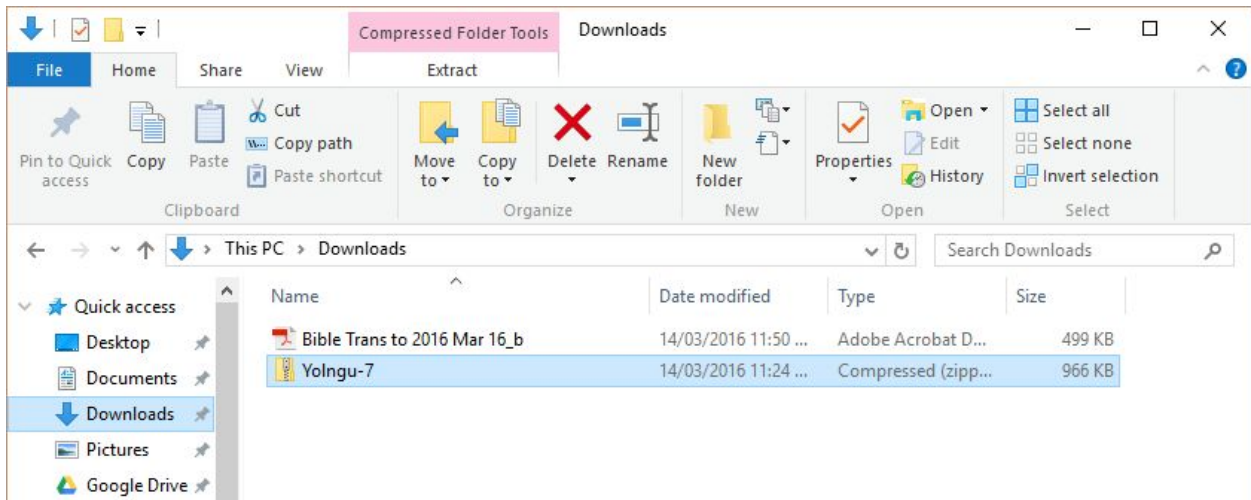 Compressed Folder Tools Downloads
File Home Share View Extract
Pin to Quick access Copy Paste Cut Copy path Paste shortcut Move to Copy to Delete Rename New folder Properties Open Edit History Select all Select none Invert selection
Clipboard Organize New Open Select
This PC > Downloads Search Downloads
Quick access Name Date modified Type Size
Desktop Bible Trans to 2016 Mar 16_b 14/03/2016 11:50 ... Adobe Acrobat D... 499 KB
Documents Yolngu-7 14/03/2016 11:24 ... Compressed (zipp... 966 KB
Downloads
Pictures
Google Drive